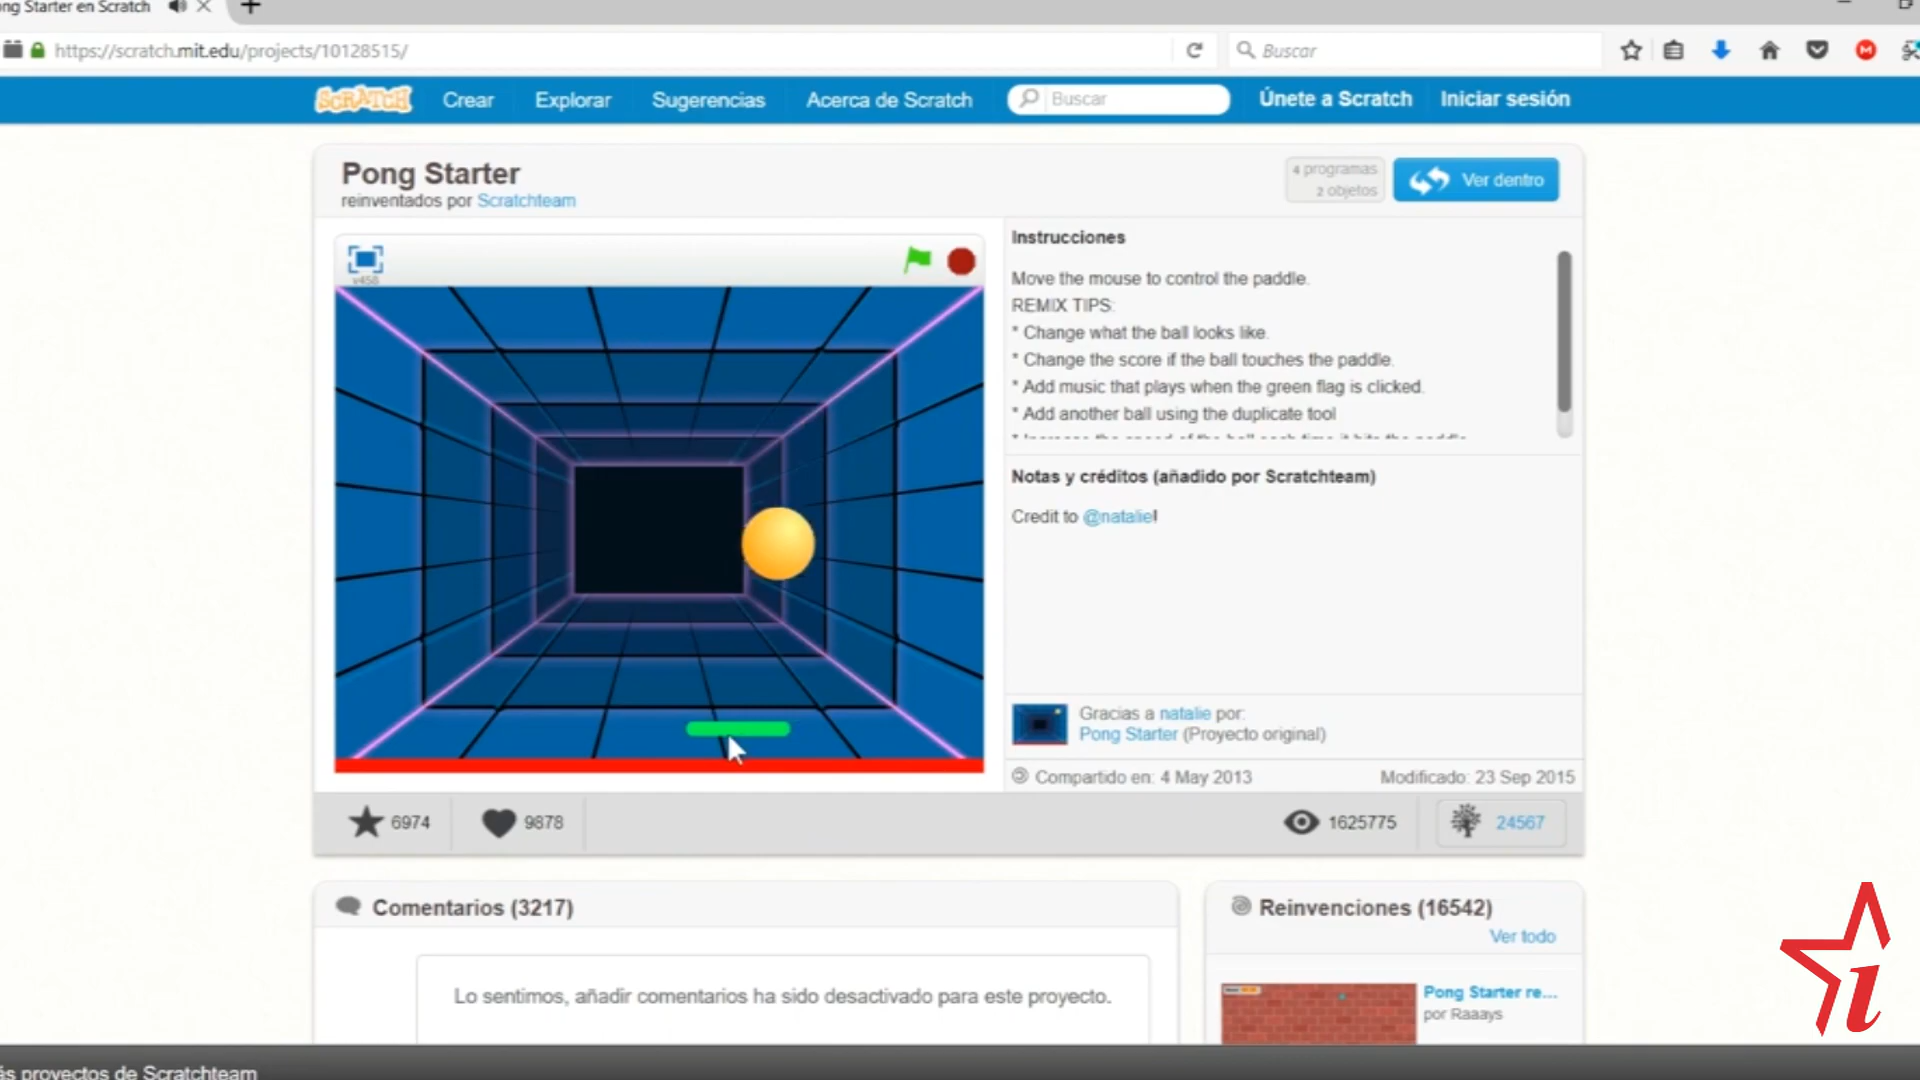 ng Starter en Scratch
https://scratch.mit.edu/projects/10128515/
Buscar
SCRATCH
Crear
Explorar
Sugerencias
Acerca de Scratch
Buscar
Únete a Scratch
Iniciar sesión
Pong Starter
reinventados por Scratchteam
4 programas
2 objetos
Ver dentro
v458
Instrucciones
Move the mouse to control the paddle.
REMIX TIPS:
* Change what the ball looks like.
* Change the score if the ball touches the paddle.
* Add music that plays when the green flag is clicked.
* Add another ball using the duplicate tool
Notas y créditos (añadido por Scratchteam)
Credit to @natalie!
Gracias a natalie por:
Pong Starter (Proyecto original)
Compartido en: 4 May 2013
Modificado: 23 Sep 2015
6974
9878
1625775
24567
Comentarios (3217)
Lo sentimos, añadir comentarios ha sido desactivado para este proyecto.
Reinvenciones (16542)
Ver todo
Pong Starter re...
por Raaays
ás proyectos de Scratchteam